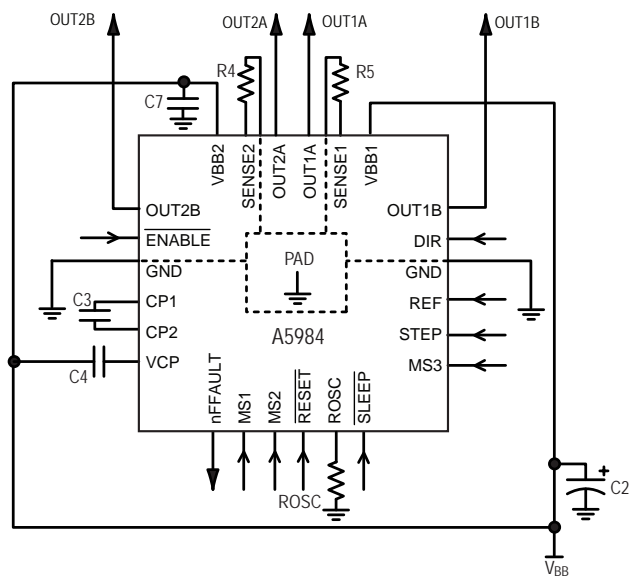 OUT2B
OUT2A
OUT1A
OUT1B
R4
R5
C7
VBB2
SENSE2
OUT2A
OUT1A
SENSE1
VBB1
OUT2B
OUT1B
ENABLE
DIR
GND
PAD
GND
C3
CP1
REF
CP2
A5984
STEP
C4
VCP
MS3
nFFAULT
MS1
MS2
RESET
ROSC
SLEEP
ROSC
+
C2
VBB